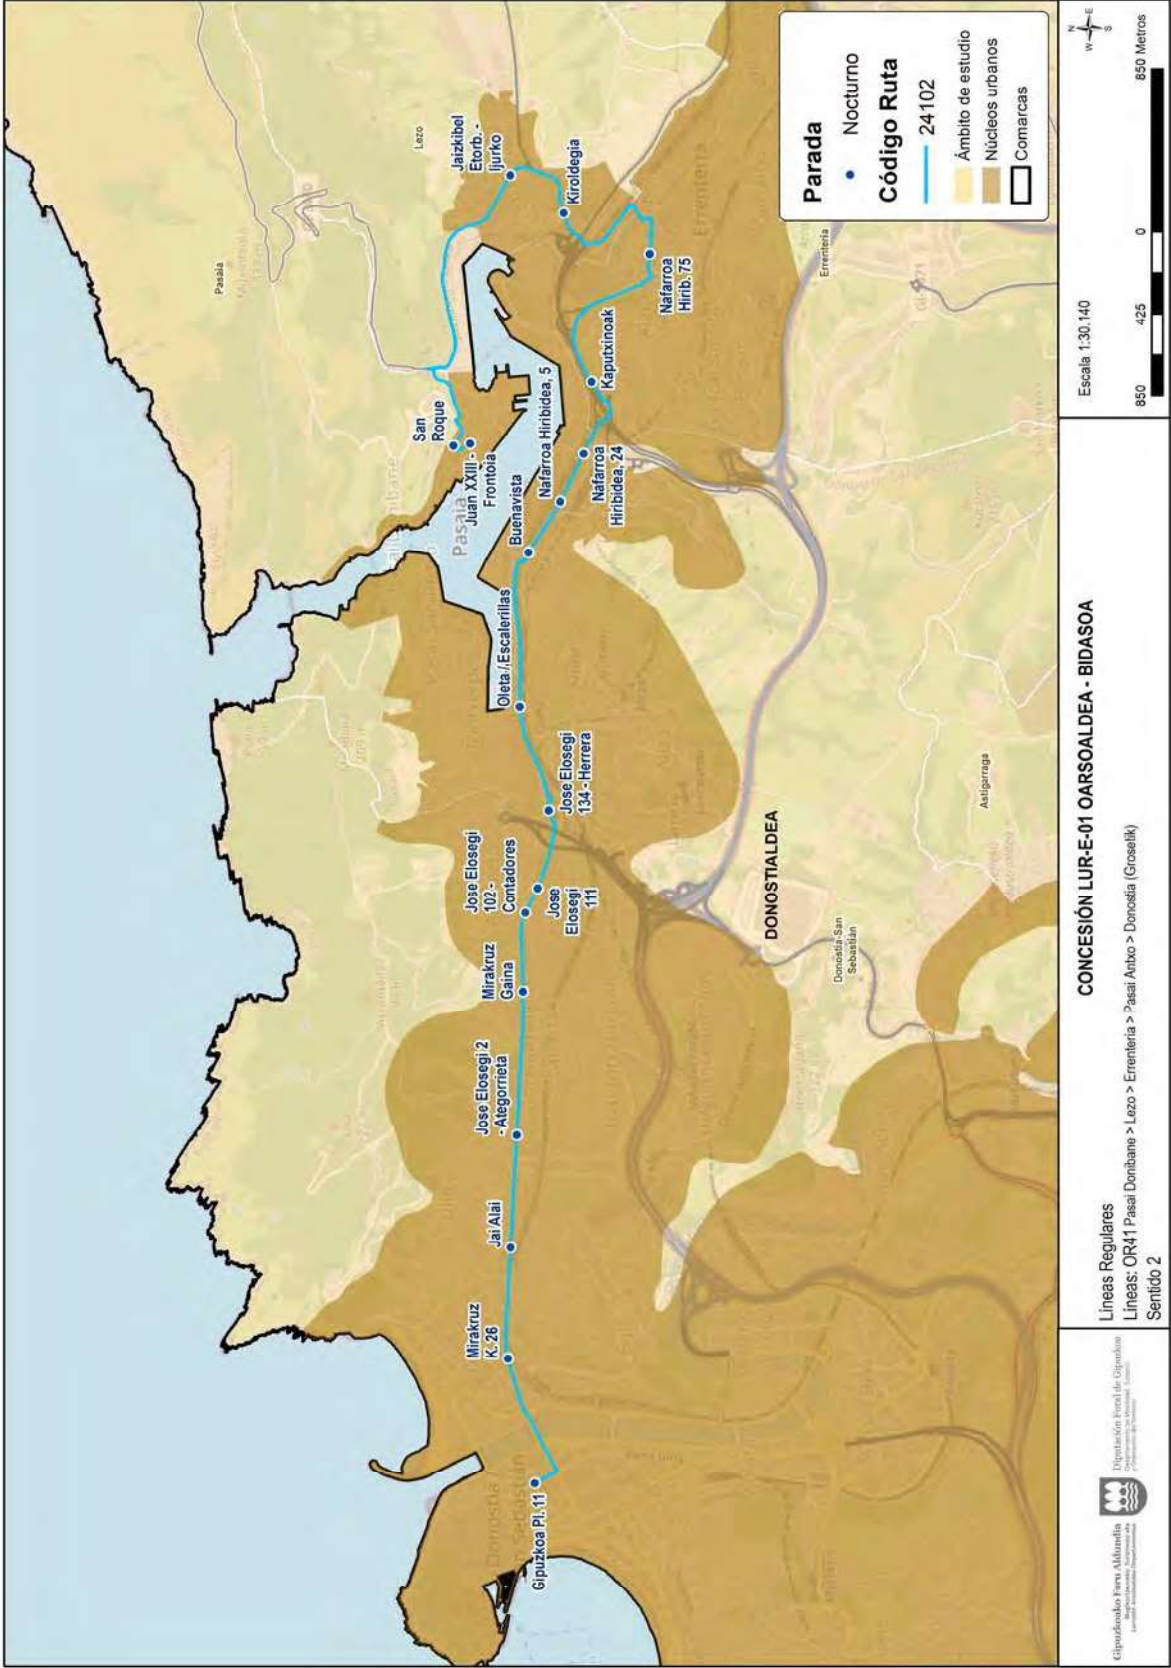 Lezo
Pasaia
Jaizkibel
Etorb. -
Ijurko
Kiroldegia
Errenteria
Nafarroa
Hirib. 75
Kaputxinoak
Errenteria
San
Roque
Juan XXIII -
Frontoia
Pasaia
Nafarroa Hiribidea, 5
Nafarroa
Hiribidea, 24
Buenavista
Oleta / Escalerillas
Jose Elosegi
134 - Herrera
Jose Elosegi
102 -
Contadores
Jose
Elosegi
111
Mirakruz
Gaina
Jose Elosegi 2
- Ategorrieta
Jai Alai
Mirakruz
K. 26
Gipuzkoa Pl. 11
DONOSTIALDEA
Donostia-San
Sebastián
Astigarraga
Parada
Nocturno
Código Ruta
24102
Ámbito de estudio
Núcleos urbanos
Comarcas
N
W
E
S
Escala 1:30.140
850 425 0 850 Metros
CONCESIÓN LUR-E-01 OARSOALDEA - BIDASOA
Líneas Regulares
Líneas: OR41 Pasai Donibane > Lezo > Errenteria > Pasai Antxo > Donostia (Grosetik)
Sentido 2
Gipuzkoako Foru Aldundia
Diputación Foral de Gipuzkoa